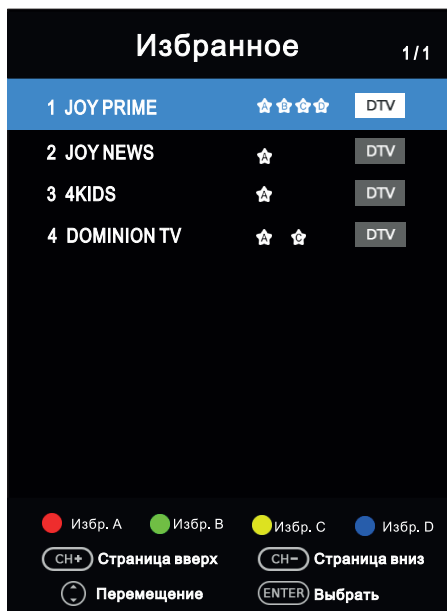 Избранное 1/1
1 JOY PRIME A B C D DTV
2 JOY NEWS A DTV
3 4KIDS A DTV
4 DOMINION TV A C DTV
Избр. A Избр. B Избр. C Избр. D
CH+ Страница вверх CH- Страница вниз
Перемещение ENTER Выбрать